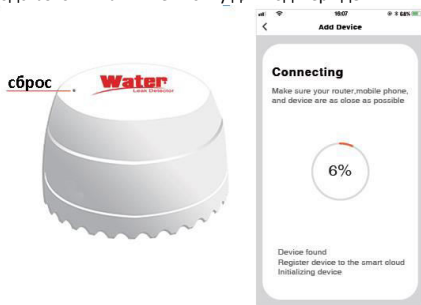 сброс
Water
Leak Detector
16:07
Add Device
Connecting
Make sure your router,mobile phone,
and device are as close as possible
6%
Device found
Register device to the smart cloud
Initializing device